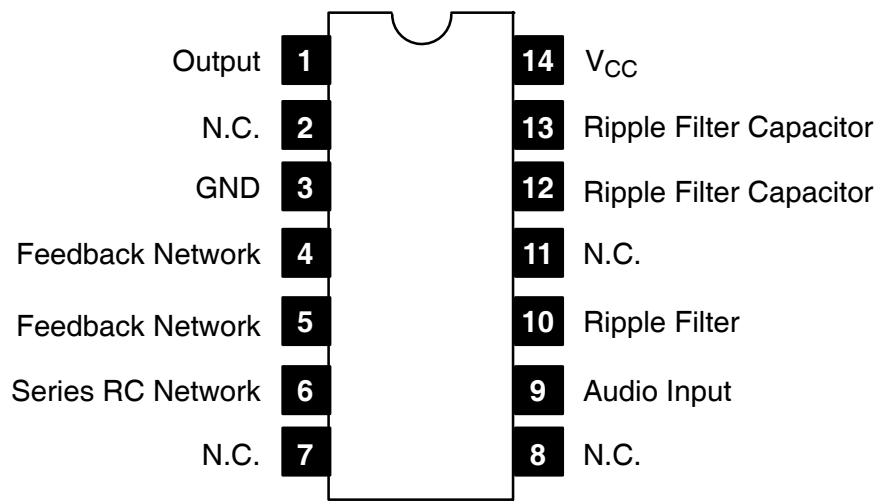 Output 1 14 VCC
N.C. 2 13 Ripple Filter Capacitor
GND 3 12 Ripple Filter Capacitor
Feedback Network 4 11 N.C.
Feedback Network 5 10 Ripple Filter
Series RC Network 6 9 Audio Input
N.C. 7 8 N.C.